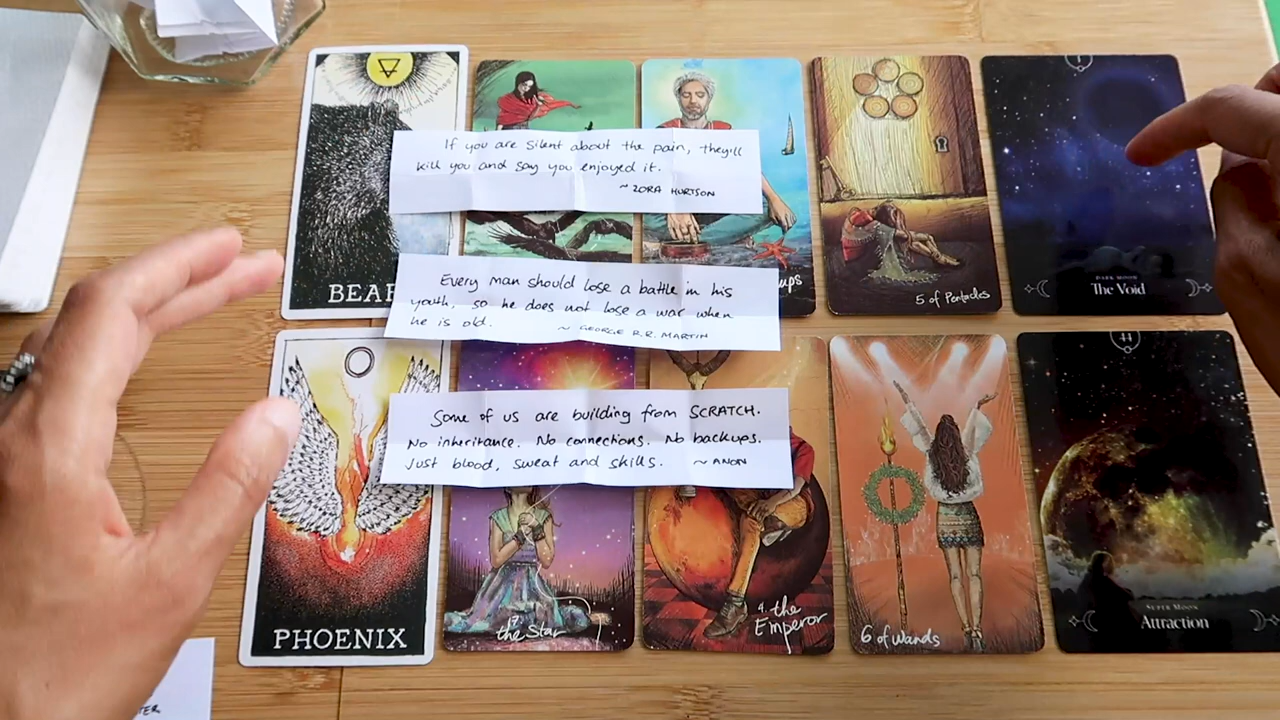 1
If you are silent about the pain, they'll
kill you and say you enjoyed it.
~ ZORA HURTSON
BEAR
Every man should lose a battle in his
youth, so he does not lose a war when
he is old. ~ GEORGE R.R. MARTIN
cups
5 of Pentacles
DARK MOON
The Void
Some of us are building from SCRATCH.
No inheritance. No connections. No backups.
Just blood, sweat and skills. ~ ANON
44
PHOENIX
17.
the Star
4. the
Emperor
6 of Wands
SUPER MOON
Attraction